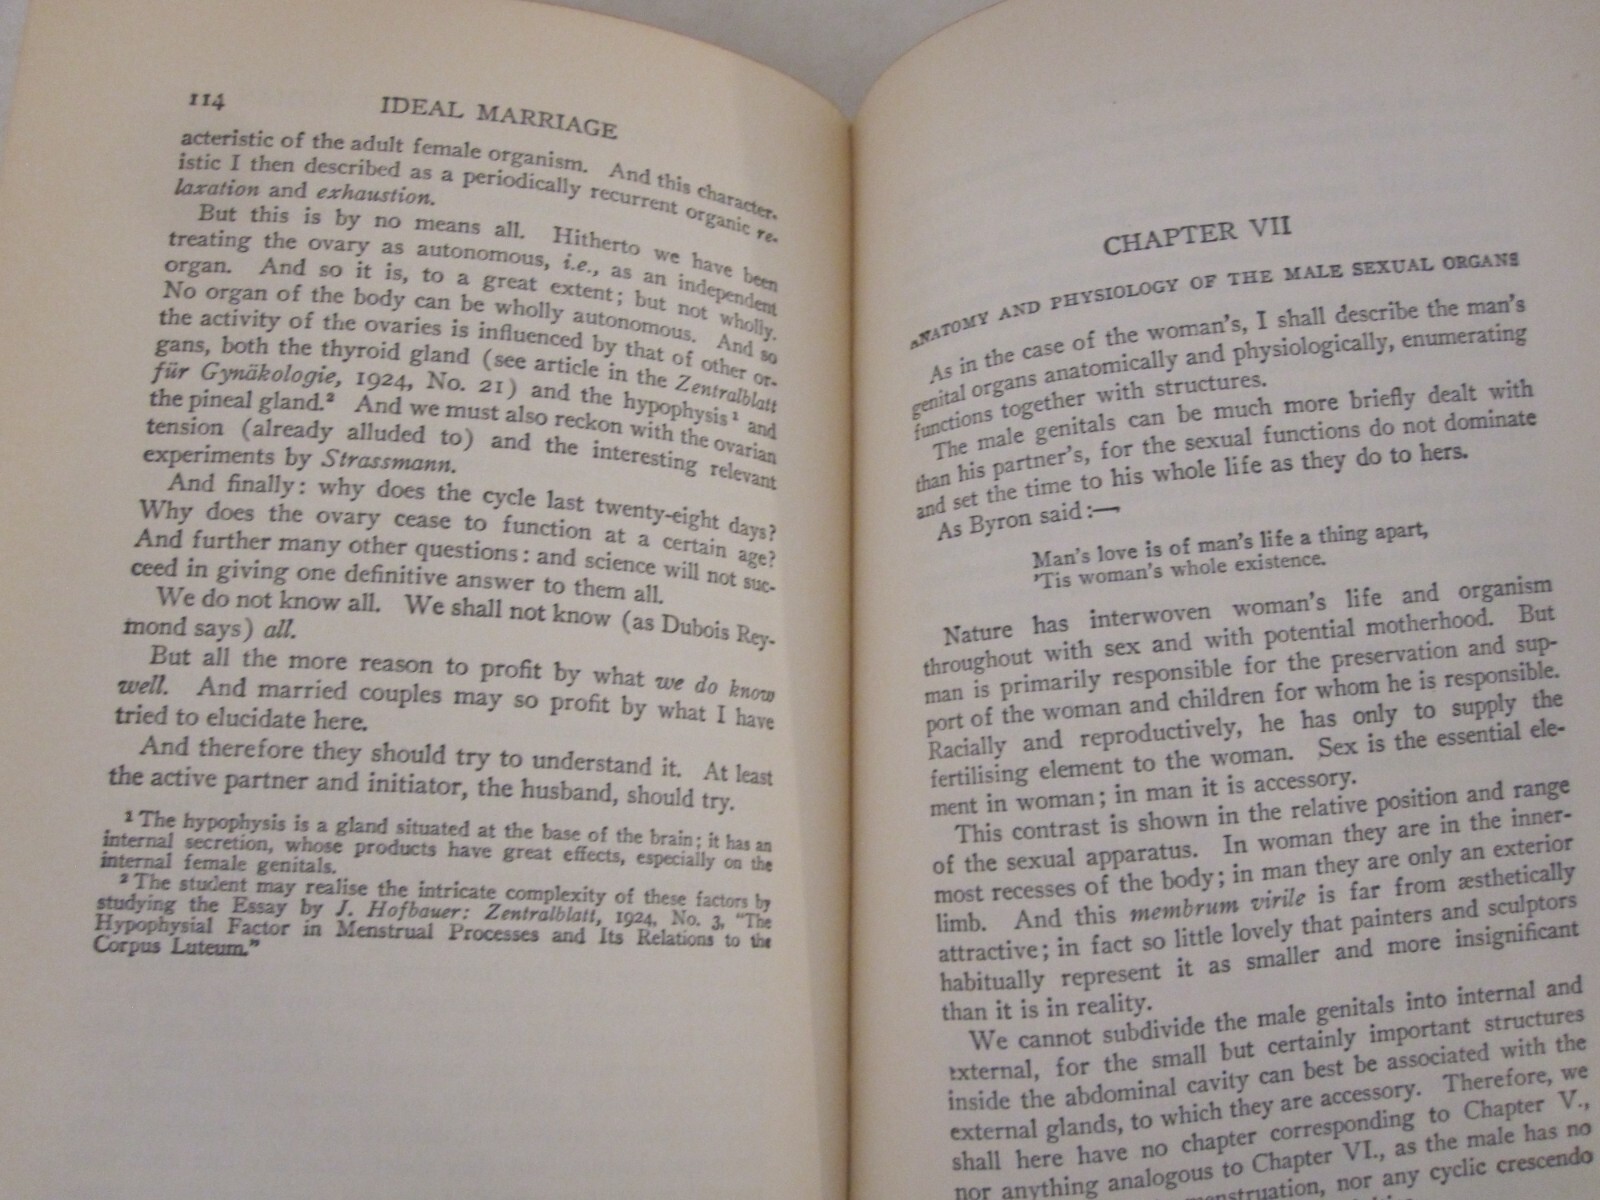 114
IDEAL MARRIAGE
acteristic of the adult female organism. And this character-
istic I then described as a periodically recurrent organic re-
laxation and exhaustion.
But this is by no means all. Hitherto we have been
treating the ovary as autonomous, i.e., as an independent
organ. And so it is, to a great extent; but not wholly.
No organ of the body can be wholly autonomous. And so
the activity of the ovaries is influenced by that of other or-
gans, both the thyroid gland (see article in the Zentralblatt
für Gynäkologie, 1924, No. 21) and the hypophysis¹ and
the pineal gland.² And we must also reckon with the ovarian
tension (already alluded to) and the interesting relevant
experiments by Strassmann.
And finally: why does the cycle last twenty-eight days?
Why does the ovary cease to function at a certain age?
And further many other questions: and science will not suc-
ceed in giving one definitive answer to them all.
We do not know all. We shall not know (as Dubois Rey-
mond says) all.
But all the more reason to profit by what we do know
well. And married couples may so profit by what I have
tried to elucidate here.
And therefore they should try to understand it. At least
the active partner and initiator, the husband, should try.
¹ The hypophysis is a gland situated at the base of the brain; it has an
internal secretion, whose products have great effects, especially on the
internal female genitals.
² The student may realise the intricate complexity of these factors by
studying the Essay by J. Hofbauer: Zentralblatt, 1924, No. 3, "The
Hypophysial Factor in Menstrual Processes and Its Relations to the
Corpus Luteum."
CHAPTER VII
ANATOMY AND PHYSIOLOGY OF THE MALE SEXUAL ORGANS
As in the case of the woman's, I shall describe the man's
genital organs anatomically and physiologically, enumerating
functions together with structures.
The male genitals can be much more briefly dealt with
than his partner's, for the sexual functions do not dominate
and set the time to his whole life as they do to hers.
As Byron said:—
Man's love is of man's life a thing apart,
'Tis woman's whole existence.
Nature has interwoven woman's life and organism
throughout with sex and with potential motherhood. But
man is primarily responsible for the preservation and sup-
port of the woman and children for whom he is responsible.
Racially and reproductively, he has only to supply the
fertilising element to the woman. Sex is the essential ele-
ment in woman; in man it is accessory.
This contrast is shown in the relative position and range
of the sexual apparatus. In woman they are in the inner-
most recesses of the body; in man they are only an exterior
limb. And this membrum virile is far from æsthetically
attractive; in fact so little lovely that painters and sculptors
habitually represent it as smaller and more insignificant
than it is in reality.
We cannot subdivide the male genitals into internal and
external, for the small but certainly important structures
inside the abdominal cavity can best be associated with the
external glands, to which they are accessory. Therefore, we
shall here have no chapter corresponding to Chapter V.,
nor anything analogous to Chapter VI., as the male has no
menstruation, nor any cyclic crescendo